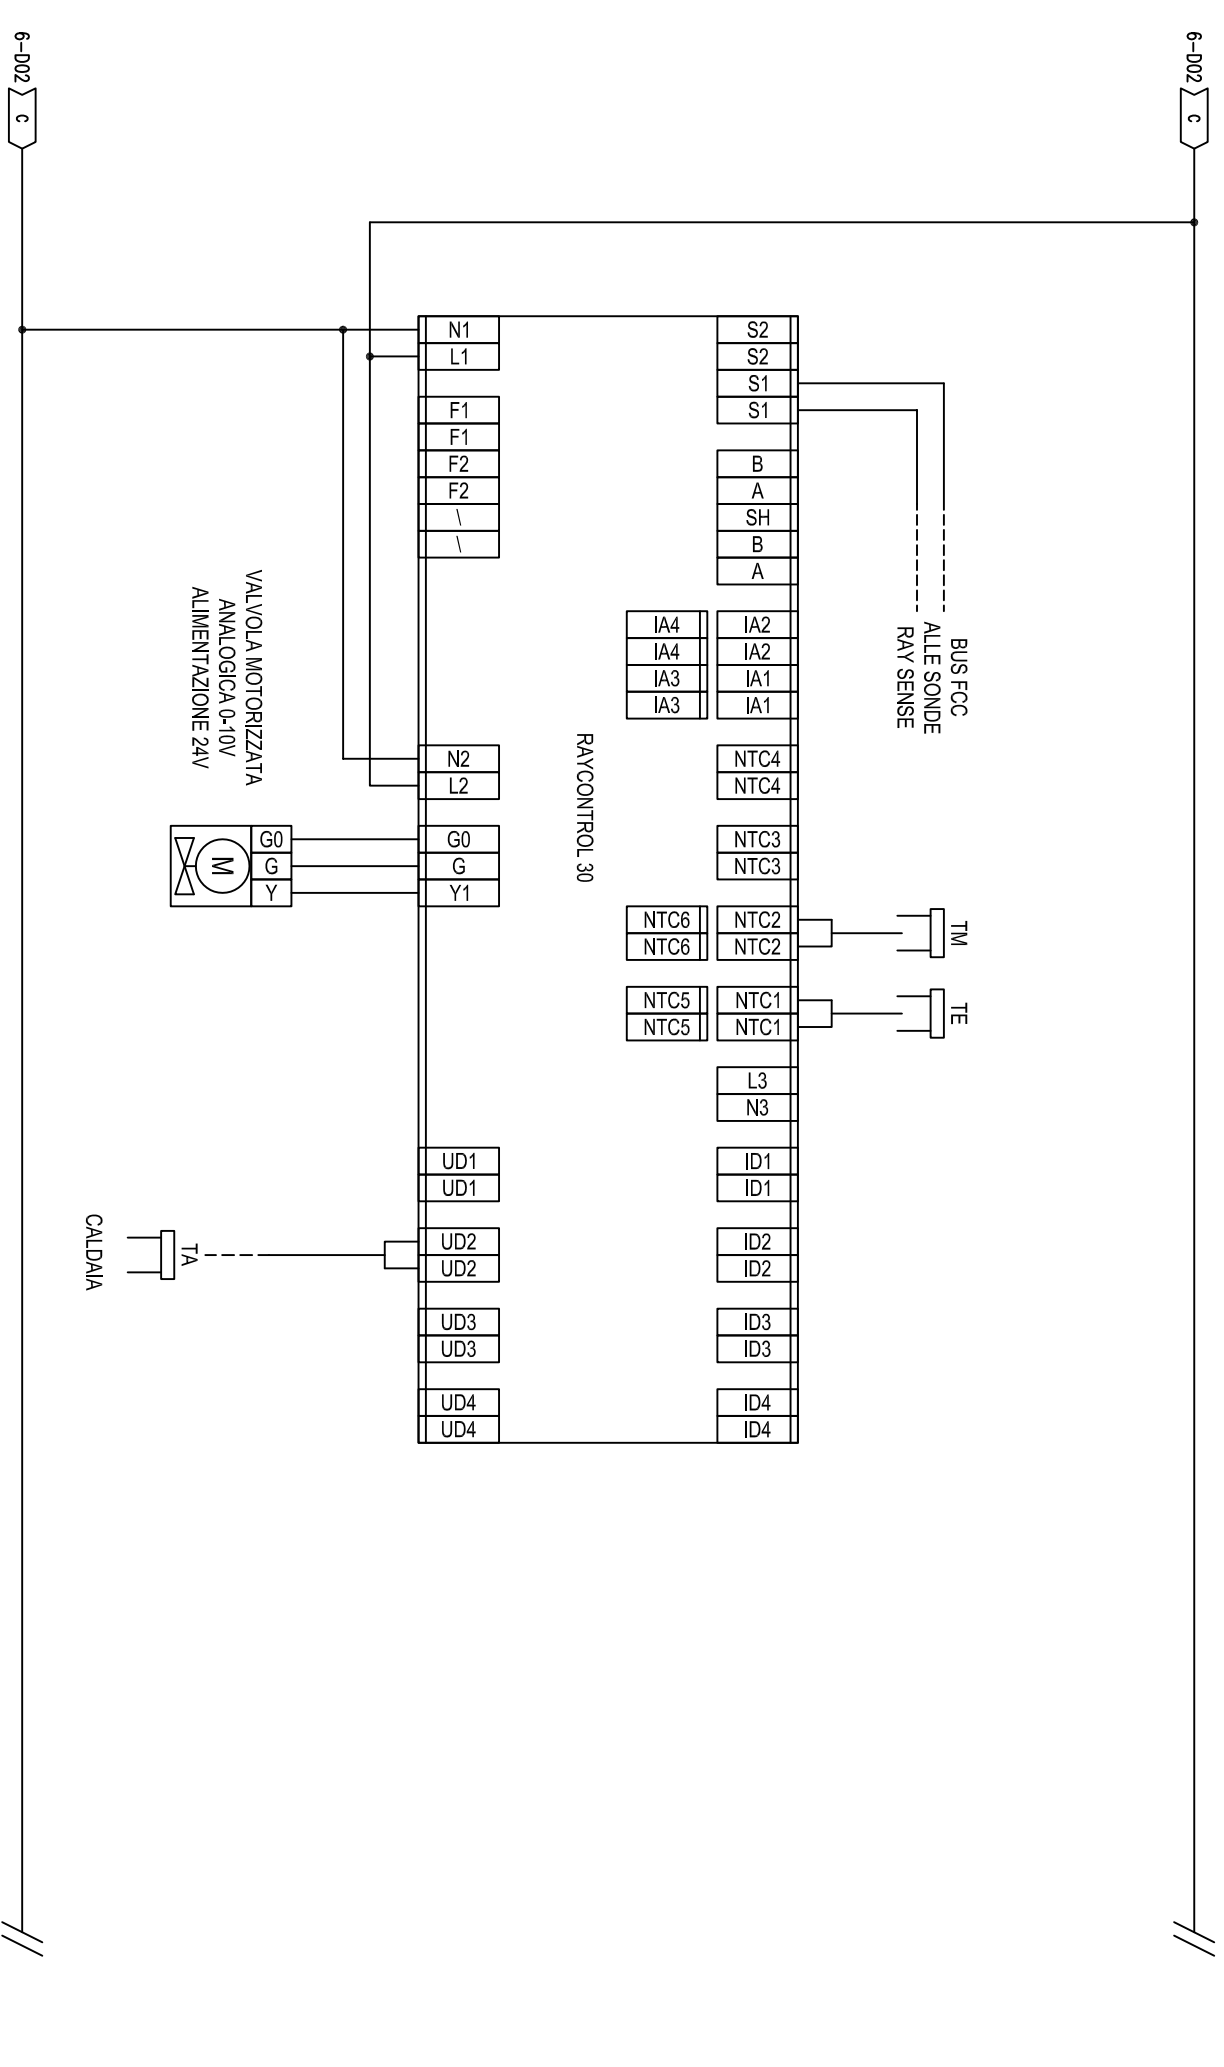 6-D02
C
6-D02
C
N1
L1
F1
F1
F2
F2
\
\
N2
L2
G0
G
Y1
UD1
UD1
UD2
UD2
UD3
UD3
UD4
UD4
S2
S2
S1
S1
B
A
SH
B
A
IA4
IA4
IA3
IA3
IA2
IA2
IA1
IA1
NTC4
NTC4
NTC3
NTC3
NTC6
NTC6
NTC2
NTC2
NTC5
NTC5
NTC1
NTC1
L3
N3
ID1
ID1
ID2
ID2
ID3
ID3
ID4
ID4
RAYCONTROL 30
BUS FCC
ALLE SONDE
RAY SENSE
TM
TE
VALVOLA MOTORIZZATA
ANALOGICA 0-10V
ALIMENTAZIONE 24V
G0
G
Y
M
TA
CALDAIA